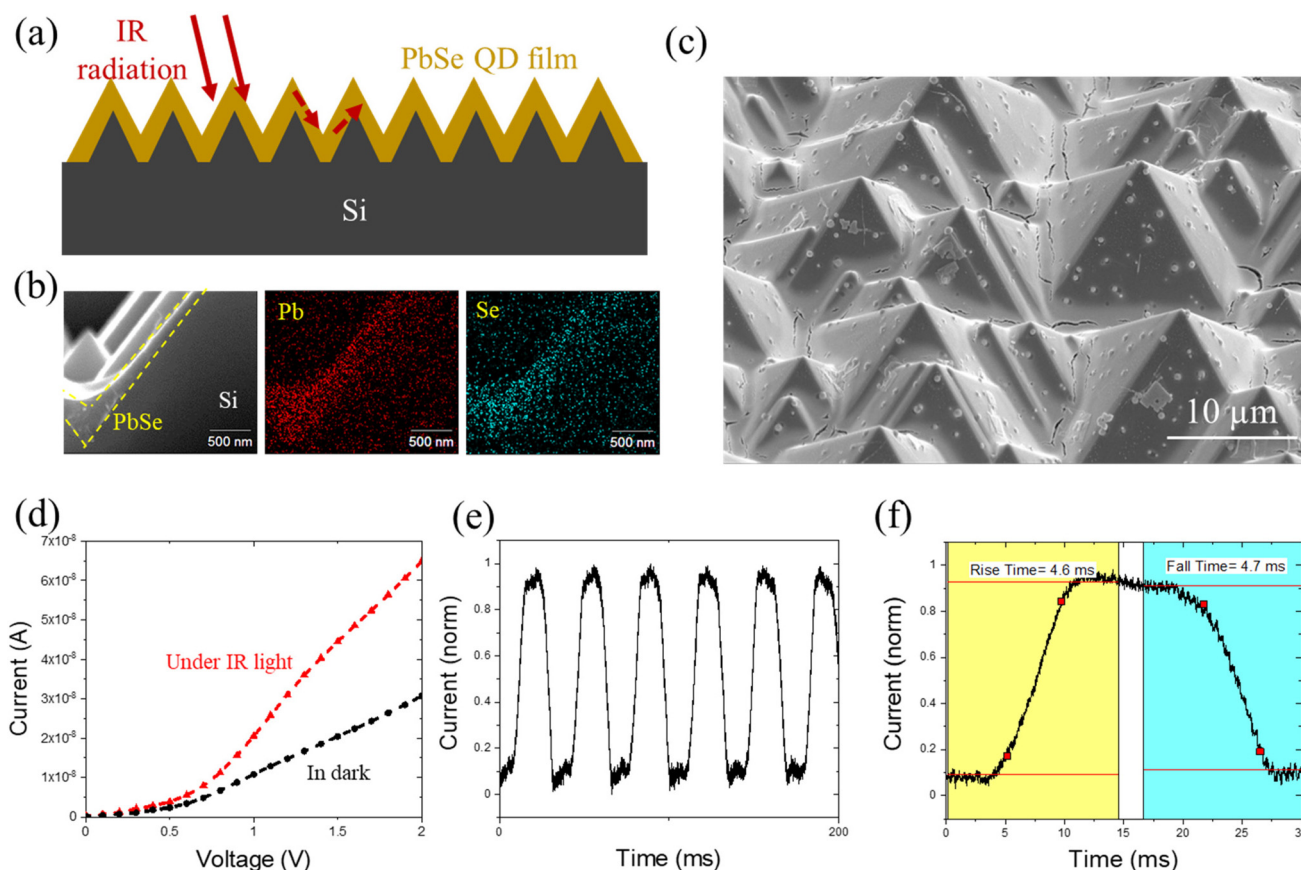 (a)
IR
radiation
PbSe QD film
Si
(b)
PbSe
Si
500 nm
Pb
500 nm
Se
500 nm
(c)
10 µm
(d)
7x10⁻⁸
6x10⁻⁸
5x10⁻⁸
4x10⁻⁸
3x10⁻⁸
2x10⁻⁸
1x10⁻⁸
0
Current (A)
Under IR light
In dark
0
0.5
1.0
1.5
2
Voltage (V)
(e)
1
0.8
0.6
0.4
0.2
0
Current (norm)
0
200
Time (ms)
(f)
1
0.8
0.6
0.4
0.2
0
Current (norm)
Rise Time= 4.6 ms
Fall Time= 4.7 ms
0
5
10
15
20
25
30
Time (ms)